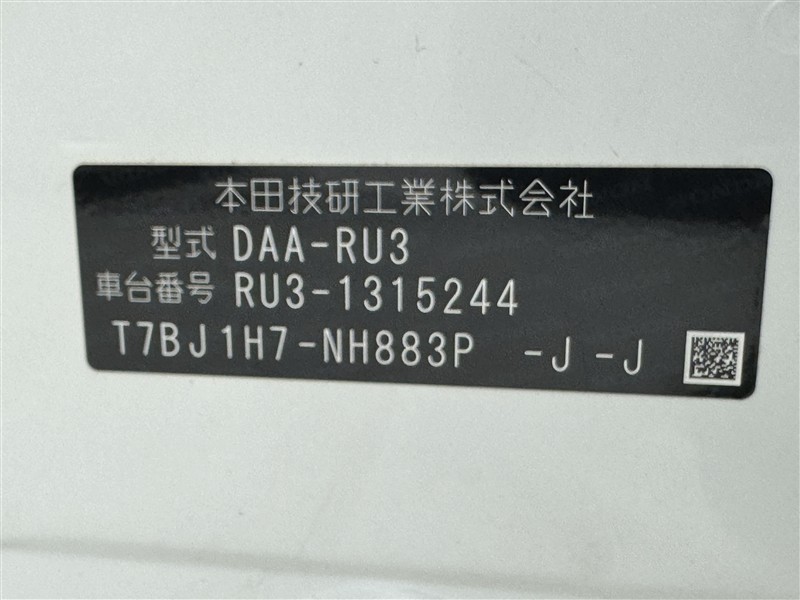 本田技研工業株式会社
型式 DAA-RU3
車台番号 RU3-1315244
T7BJ1H7-NH883P -J -J